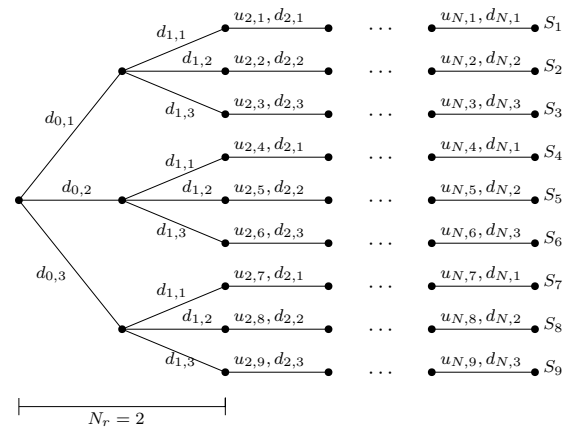 u_{2,1}, d_{2,1} ... u_{N,1}, d_{N,1} S_1
d_{1,1}
d_{1,2} u_{2,2}, d_{2,2} ... u_{N,2}, d_{N,2} S_2
d_{1,3} u_{2,3}, d_{2,3} ... u_{N,3}, d_{N,3} S_3
d_{0,1}
u_{2,4}, d_{2,1} ... u_{N,4}, d_{N,1} S_4
d_{1,1}
d_{0,2} d_{1,2} u_{2,5}, d_{2,2} ... u_{N,5}, d_{N,2} S_5
d_{1,3} u_{2,6}, d_{2,3} ... u_{N,6}, d_{N,3} S_6
d_{0,3}
u_{2,7}, d_{2,1} ... u_{N,7}, d_{N,1} S_7
d_{1,1}
d_{1,2} u_{2,8}, d_{2,2} ... u_{N,8}, d_{N,2} S_8
d_{1,3} u_{2,9}, d_{2,3} ... u_{N,9}, d_{N,3} S_9
N_r = 2